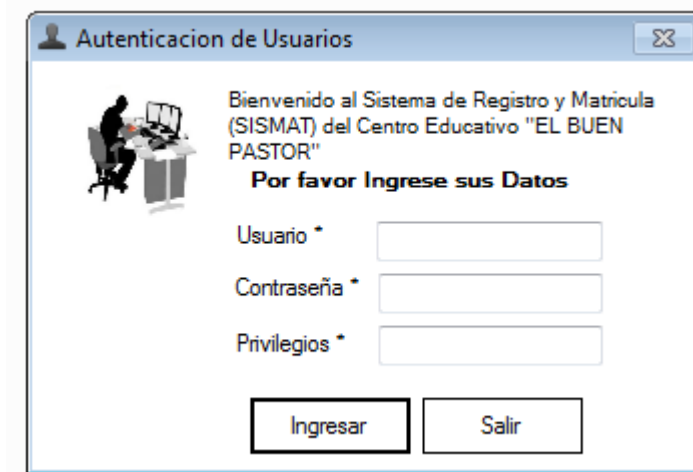 Autenticacion de Usuarios
Bienvenido al Sistema de Registro y Matricula
(SISMAT) del Centro Educativo "EL BUEN
PASTOR"
Por favor Ingrese sus Datos
Usuario *
Contraseña *
Privilegios *
Ingresar Salir